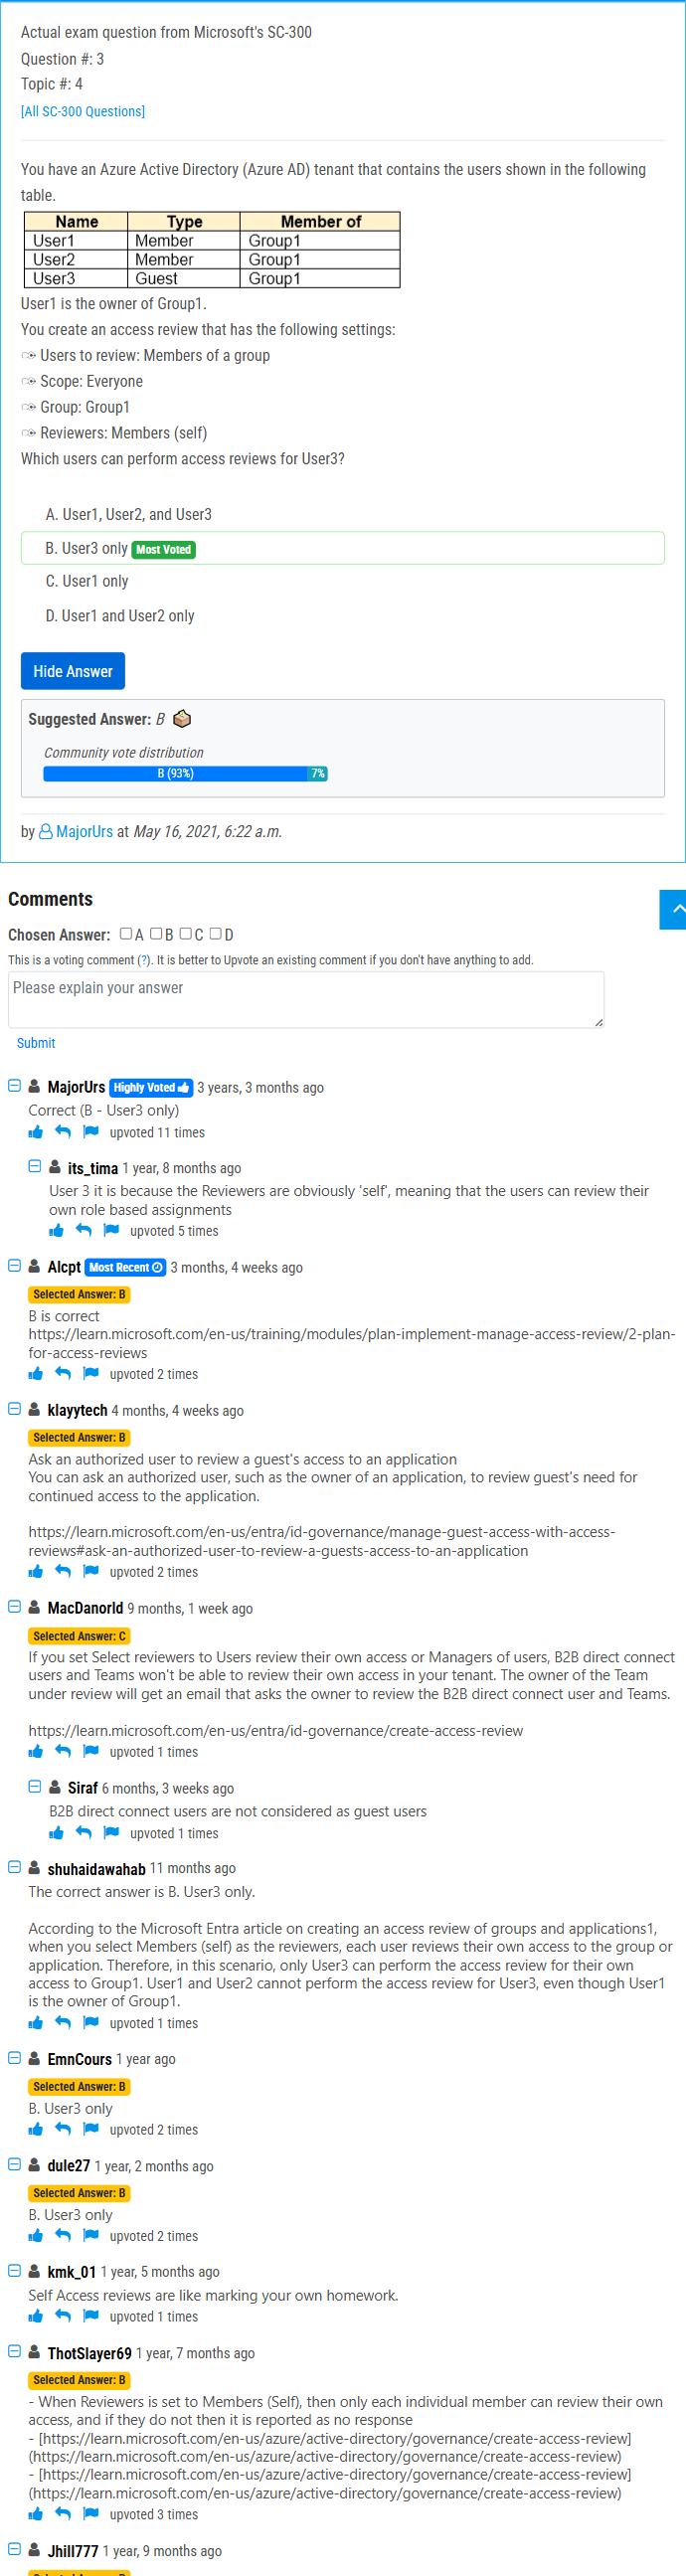 Actual exam question from Microsoft's SC-300
Question #: 3
Topic #: 4
[All SC-300 Questions]
You have an Azure Active Directory (Azure AD) tenant that contains the users shown in the following
table.
Name Type Member of
User1 Member Group1
User2 Member Group1
User3 Guest Group1
User1 is the owner of Group1.
You create an access review that has the following settings:
Users to review: Members of a group
Scope: Everyone
Group: Group1
Reviewers: Members (self)
Which users can perform access reviews for User3?
A. User1, User2, and User3
B. User3 only Most Voted
C. User1 only
D. User1 and User2 only
Hide Answer
Suggested Answer: B
Community vote distribution
B (93%) 7%
by MajorUrs at May 16, 2021, 6:22 a.m.
Comments
Chosen Answer: A B C D
This is a voting comment (?). It is better to Upvote an existing comment if you don't have anything to add.
Please explain your answer
Submit
MajorUrs Highly Voted 3 years, 3 months ago
Correct (B - User3 only)
upvoted 11 times
its_tima 1 year, 8 months ago
User 3 it is because the Reviewers are obviously 'self', meaning that the users can review their
own role based assignments
upvoted 5 times
Alcpt Most Recent 3 months, 4 weeks ago
Selected Answer: B
B is correct
https://learn.microsoft.com/en-us/training/modules/plan-implement-manage-access-review/2-plan-
for-access-reviews
upvoted 2 times
klayytech 4 months, 4 weeks ago
Selected Answer: B
Ask an authorized user to review a guest's access to an application
You can ask an authorized user, such as the owner of an application, to review guest's need for
continued access to the application.
https://learn.microsoft.com/en-us/entra/id-governance/manage-guest-access-with-access-
reviews#ask-an-authorized-user-to-review-a-guests-access-to-an-application
upvoted 2 times
MacDanorld 9 months, 1 week ago
Selected Answer: C
If you set Select reviewers to Users review their own access or Managers of users, B2B direct connect
users and Teams won't be able to review their own access in your tenant. The owner of the Team
under review will get an email that asks the owner to review the B2B direct connect user and Teams.
https://learn.microsoft.com/en-us/entra/id-governance/create-access-review
upvoted 1 times
Siraf 6 months, 3 weeks ago
B2B direct connect users are not considered as guest users
upvoted 1 times
shuhaidawahab 11 months ago
The correct answer is B. User3 only.
According to the Microsoft Entra article on creating an access review of groups and applications1,
when you select Members (self) as the reviewers, each user reviews their own access to the group or
application. Therefore, in this scenario, only User3 can perform the access review for their own
access to Group1. User1 and User2 cannot perform the access review for User3, even though User1
is the owner of Group1.
upvoted 1 times
EmnCours 1 year ago
Selected Answer: B
B. User3 only
upvoted 2 times
dule27 1 year, 2 months ago
Selected Answer: B
B. User3 only
upvoted 2 times
kmk_01 1 year, 5 months ago
Self Access reviews are like marking your own homework.
upvoted 1 times
ThotSlayer69 1 year, 7 months ago
Selected Answer: B
- When Reviewers is set to Members (Self), then only each individual member can review their own
access, and if they do not then it is reported as no response
- [https://learn.microsoft.com/en-us/azure/active-directory/governance/create-access-review]
(https://learn.microsoft.com/en-us/azure/active-directory/governance/create-access-review)
- [https://learn.microsoft.com/en-us/azure/active-directory/governance/create-access-review]
(https://learn.microsoft.com/en-us/azure/active-directory/governance/create-access-review)
upvoted 3 times
Jhill777 1 year, 9 months ago